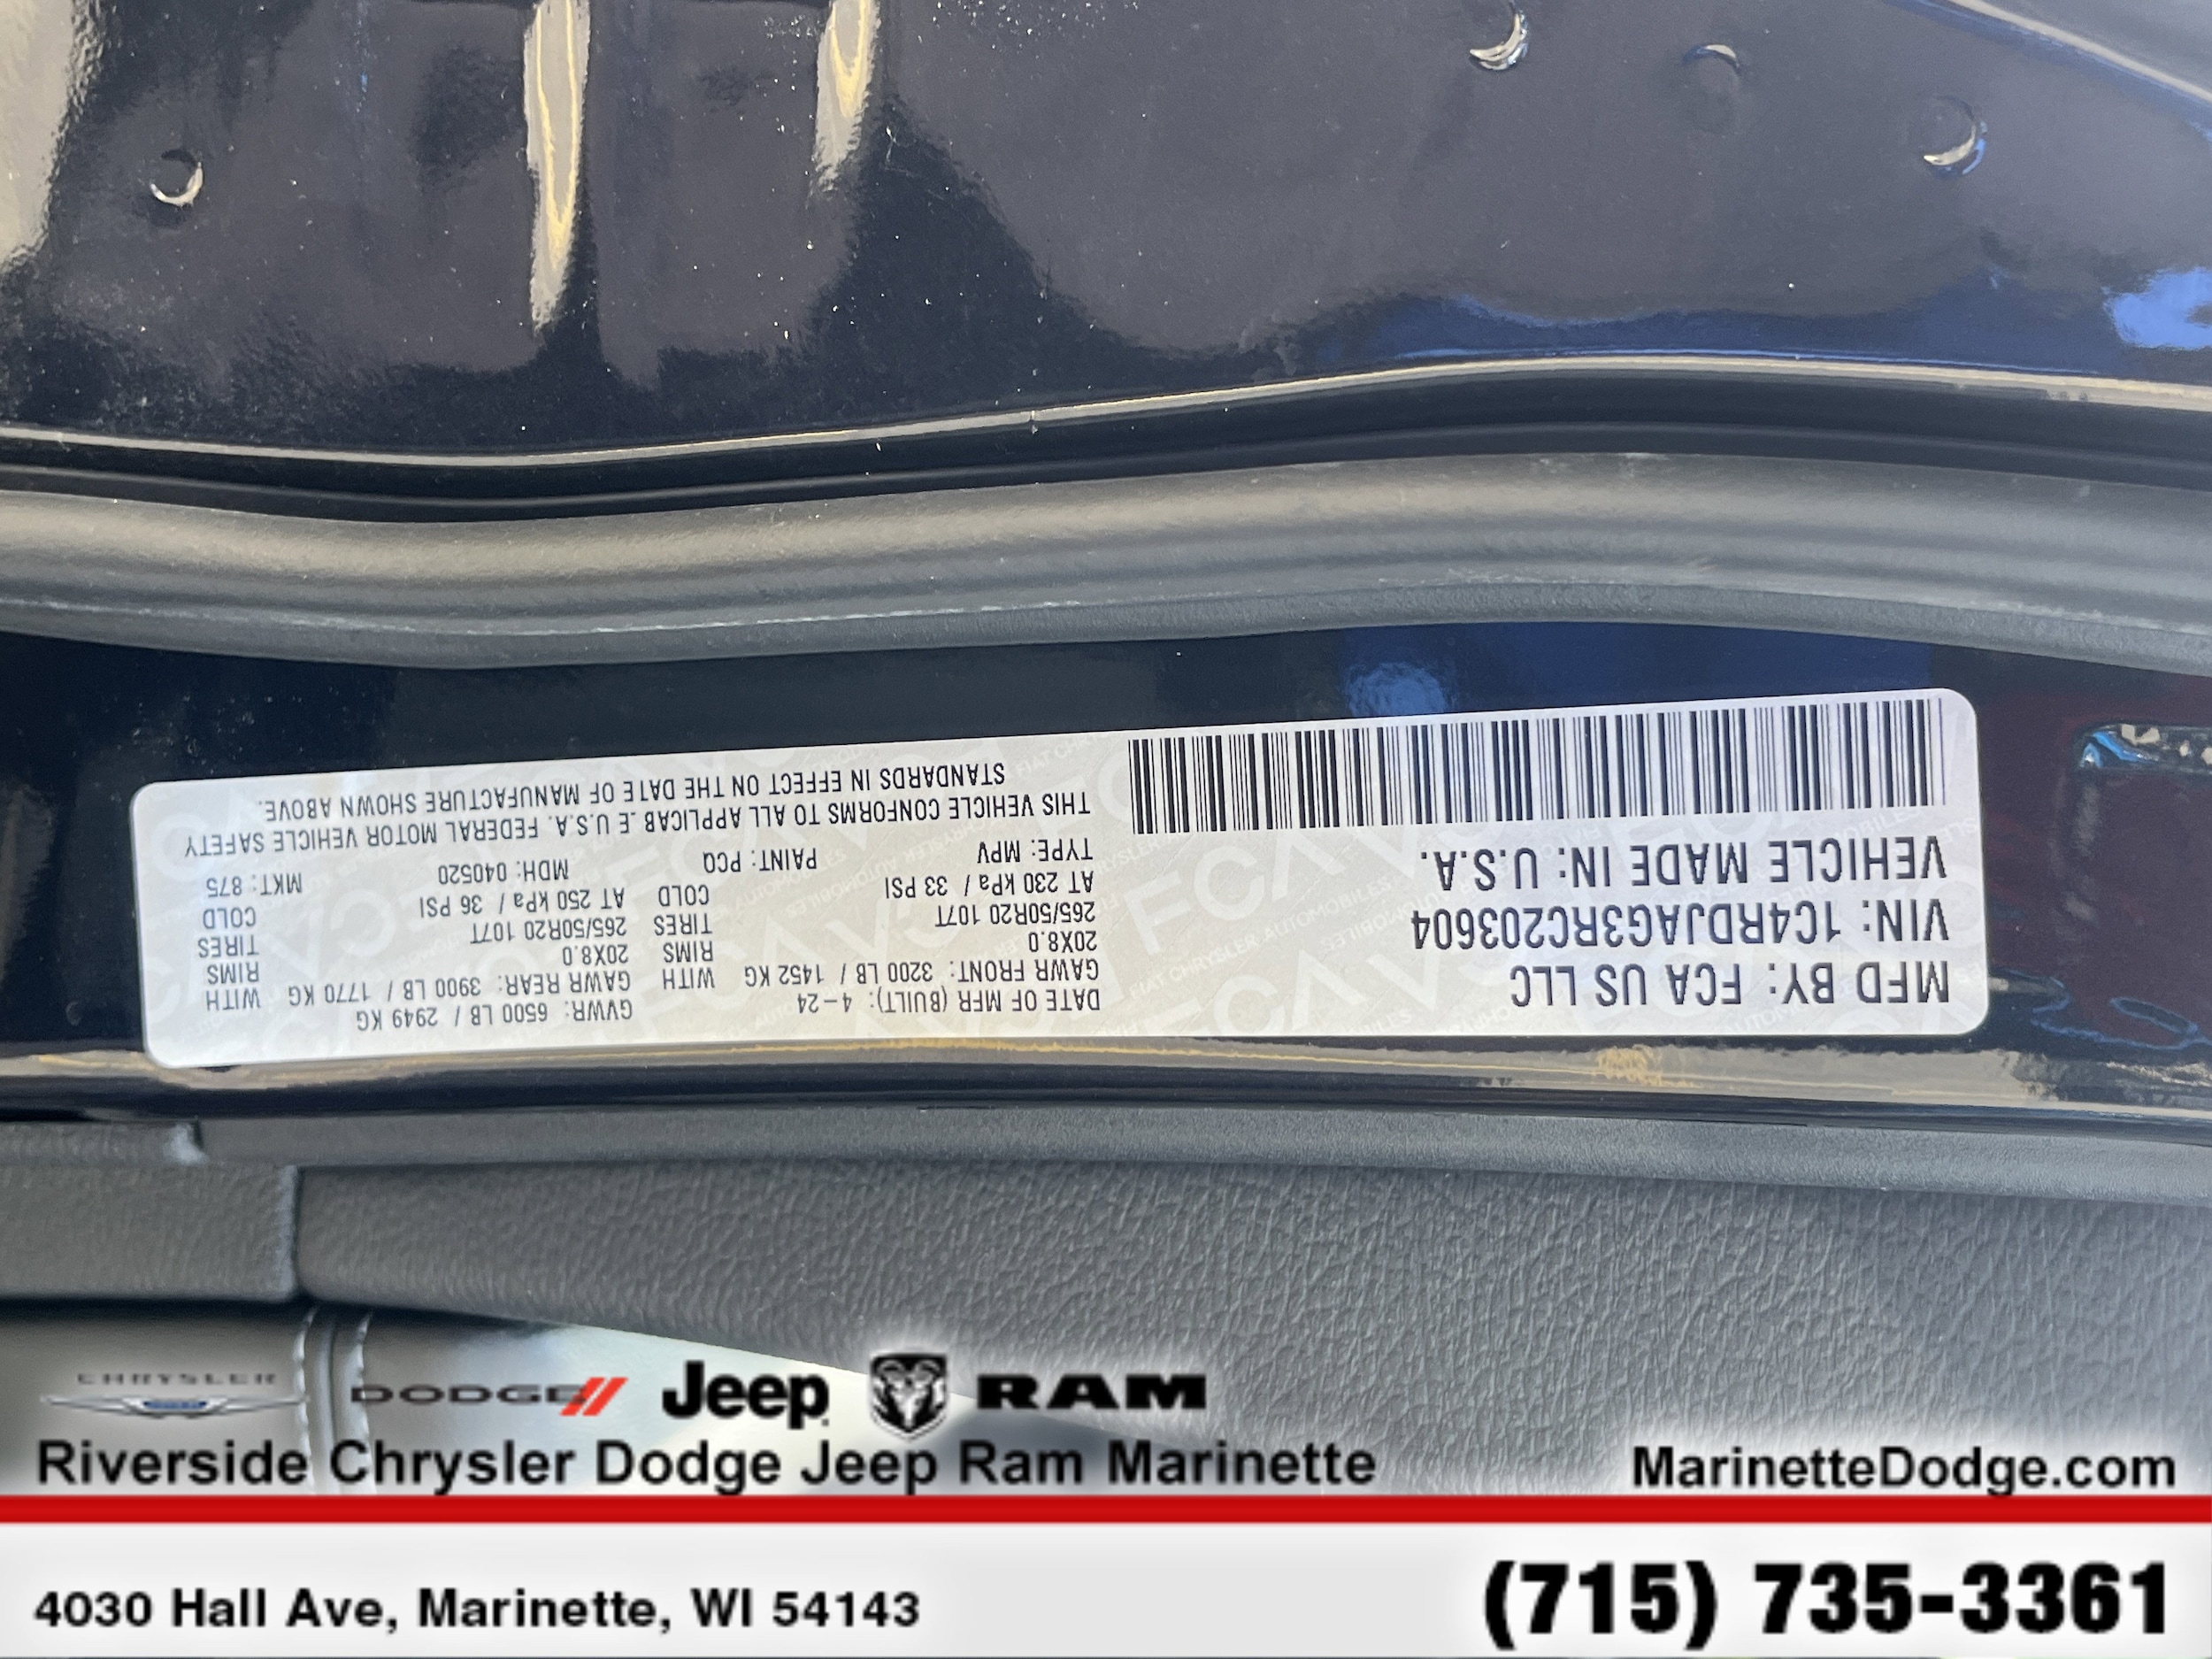 MFD BY: FCA US LLC
VIN: 1C4RDJAG3RC203604
VEHICLE MADE IN: U.S.A.
DATE OF MFR (BUILT): 4-24 GVWR: 6500 LB / 2949 KG
GAWR FRONT: 3200 LB / 1452 KG WITH GAWR REAR: 3900 LB / 1770 KG WITH
20X8.0 RIMS 20X8.0 RIMS
265/50R20 107T TIRES 265/50R20 107T TIRES
AT 230 kPa / 33 PSI COLD AT 250 kPa / 36 PSI COLD
TYPE: MPV PAINT: PCQ MDH: 040520 MKT: 875
THIS VEHICLE CONFORMS TO ALL APPLICABLE U.S.A. FEDERAL MOTOR VEHICLE SAFETY
STANDARDS IN EFFECT ON THE DATE OF MANUFACTURE SHOWN ABOVE.
CHRYSLER DODGE Jeep RAM
Riverside Chrysler Dodge Jeep Ram Marinette
MarinetteDodge.com
4030 Hall Ave, Marinette, WI 54143
(715) 735-3361